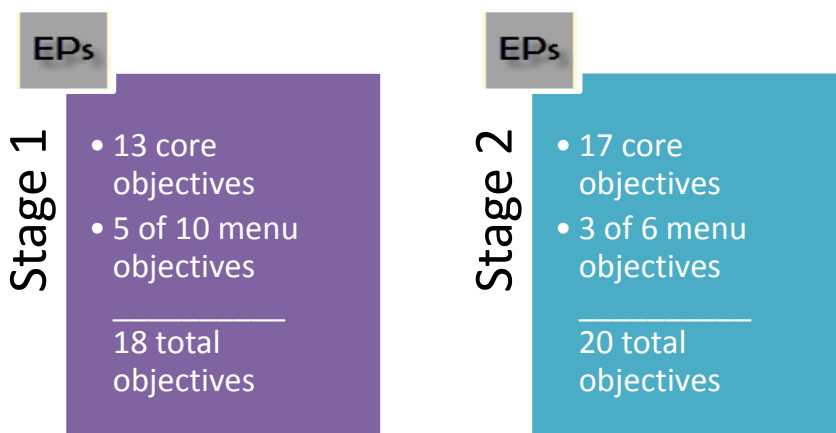 EPs
Stage 1
• 13 core
objectives
• 5 of 10 menu
objectives
__________
18 total
objectives
EPs
Stage 2
• 17 core
objectives
• 3 of 6 menu
objectives
__________
20 total
objectives